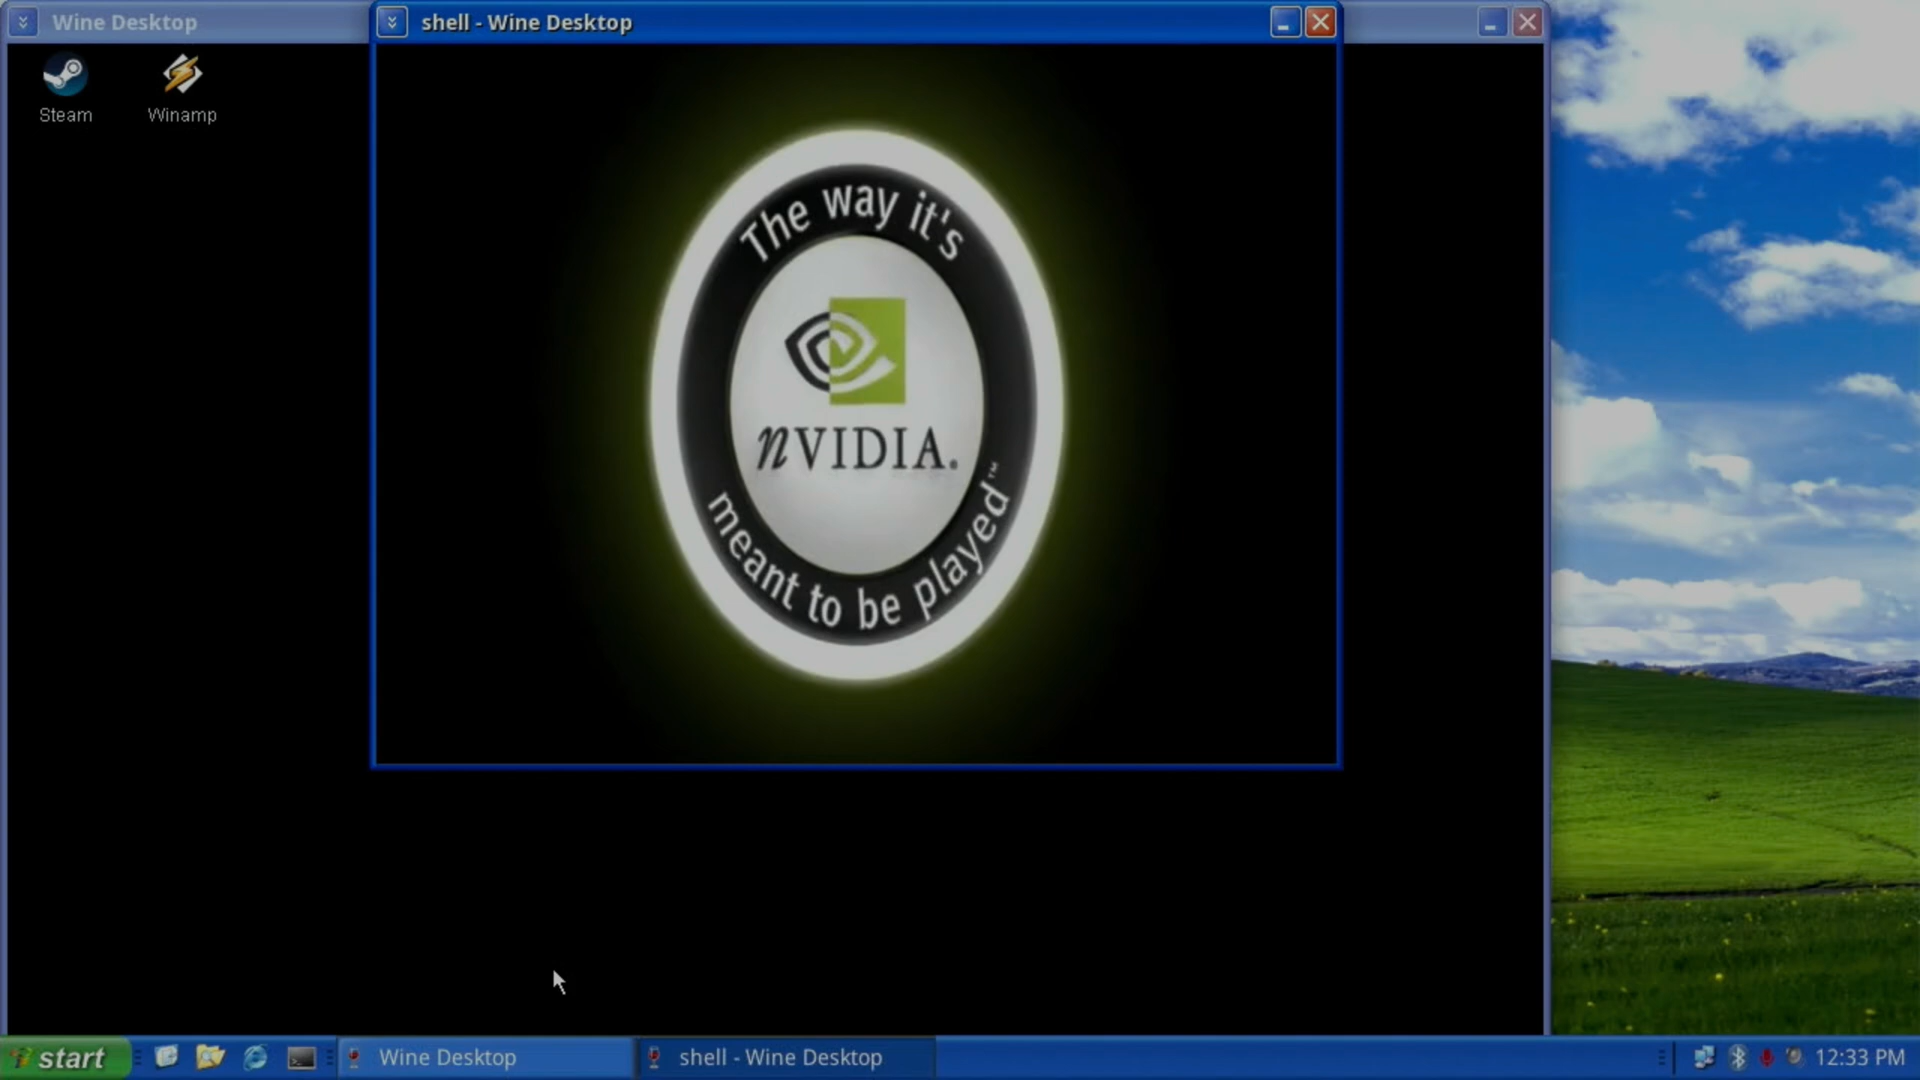 Wine Desktop
shell - Wine Desktop
Steam
Winamp
The way it's
nVIDIA.
meant to be played™
start
Wine Desktop
shell - Wine Desktop
12:33 PM